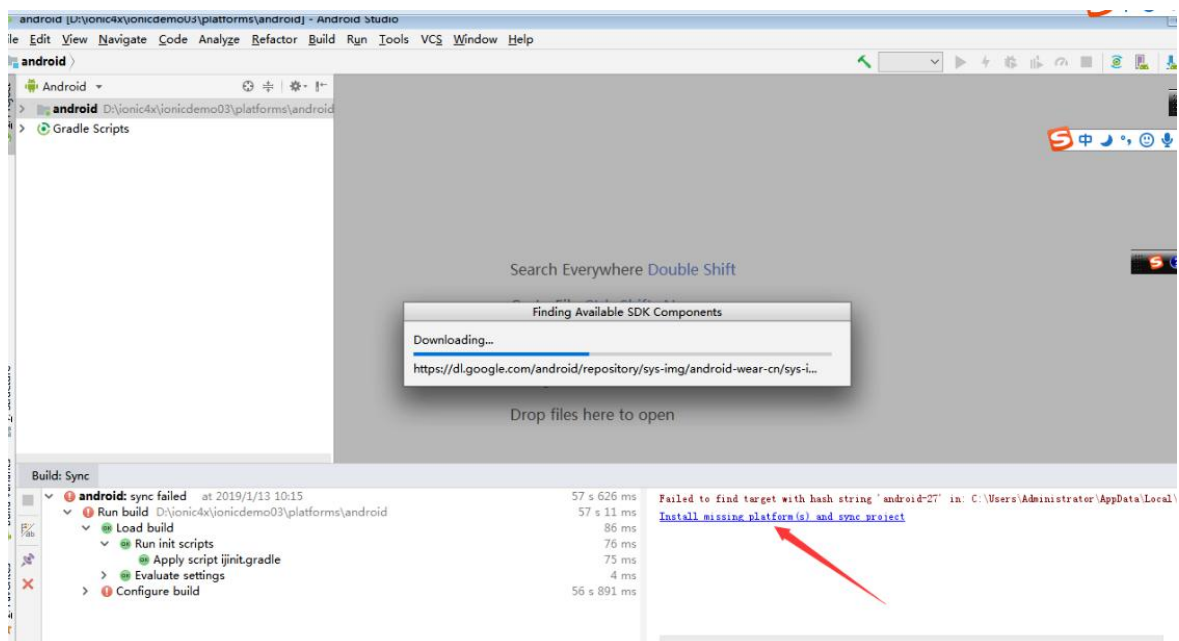 android [D:\ionic4x\ionicdemo03\platforms\android] - Android Studio
Edit View Navigate Code Analyze Refactor Build Run Tools VCS Window Help
android
Android
android D:\ionic4x\ionicdemo03\platforms\android
Gradle Scripts
中
Search Everywhere Double Shift
Finding Available SDK Components
Downloading...
https://dl.google.com/android/repository/sys-img/android-wear-cn/sys-i...
Drop files here to open
Build: Sync
android: sync failed at 2019/1/13 10:15 57 s 626 ms
Run build D:\ionic4x\ionicdemo03\platforms\android 57 s 11 ms
Load build 86 ms
Run init scripts 76 ms
Apply script ijinit.gradle 75 ms
Evaluate settings 4 ms
Configure build 56 s 891 ms
Failed to find target with hash string 'android-27' in: C:\Users\Administrator\AppData\Local\
Install missing platform(s) and sync project